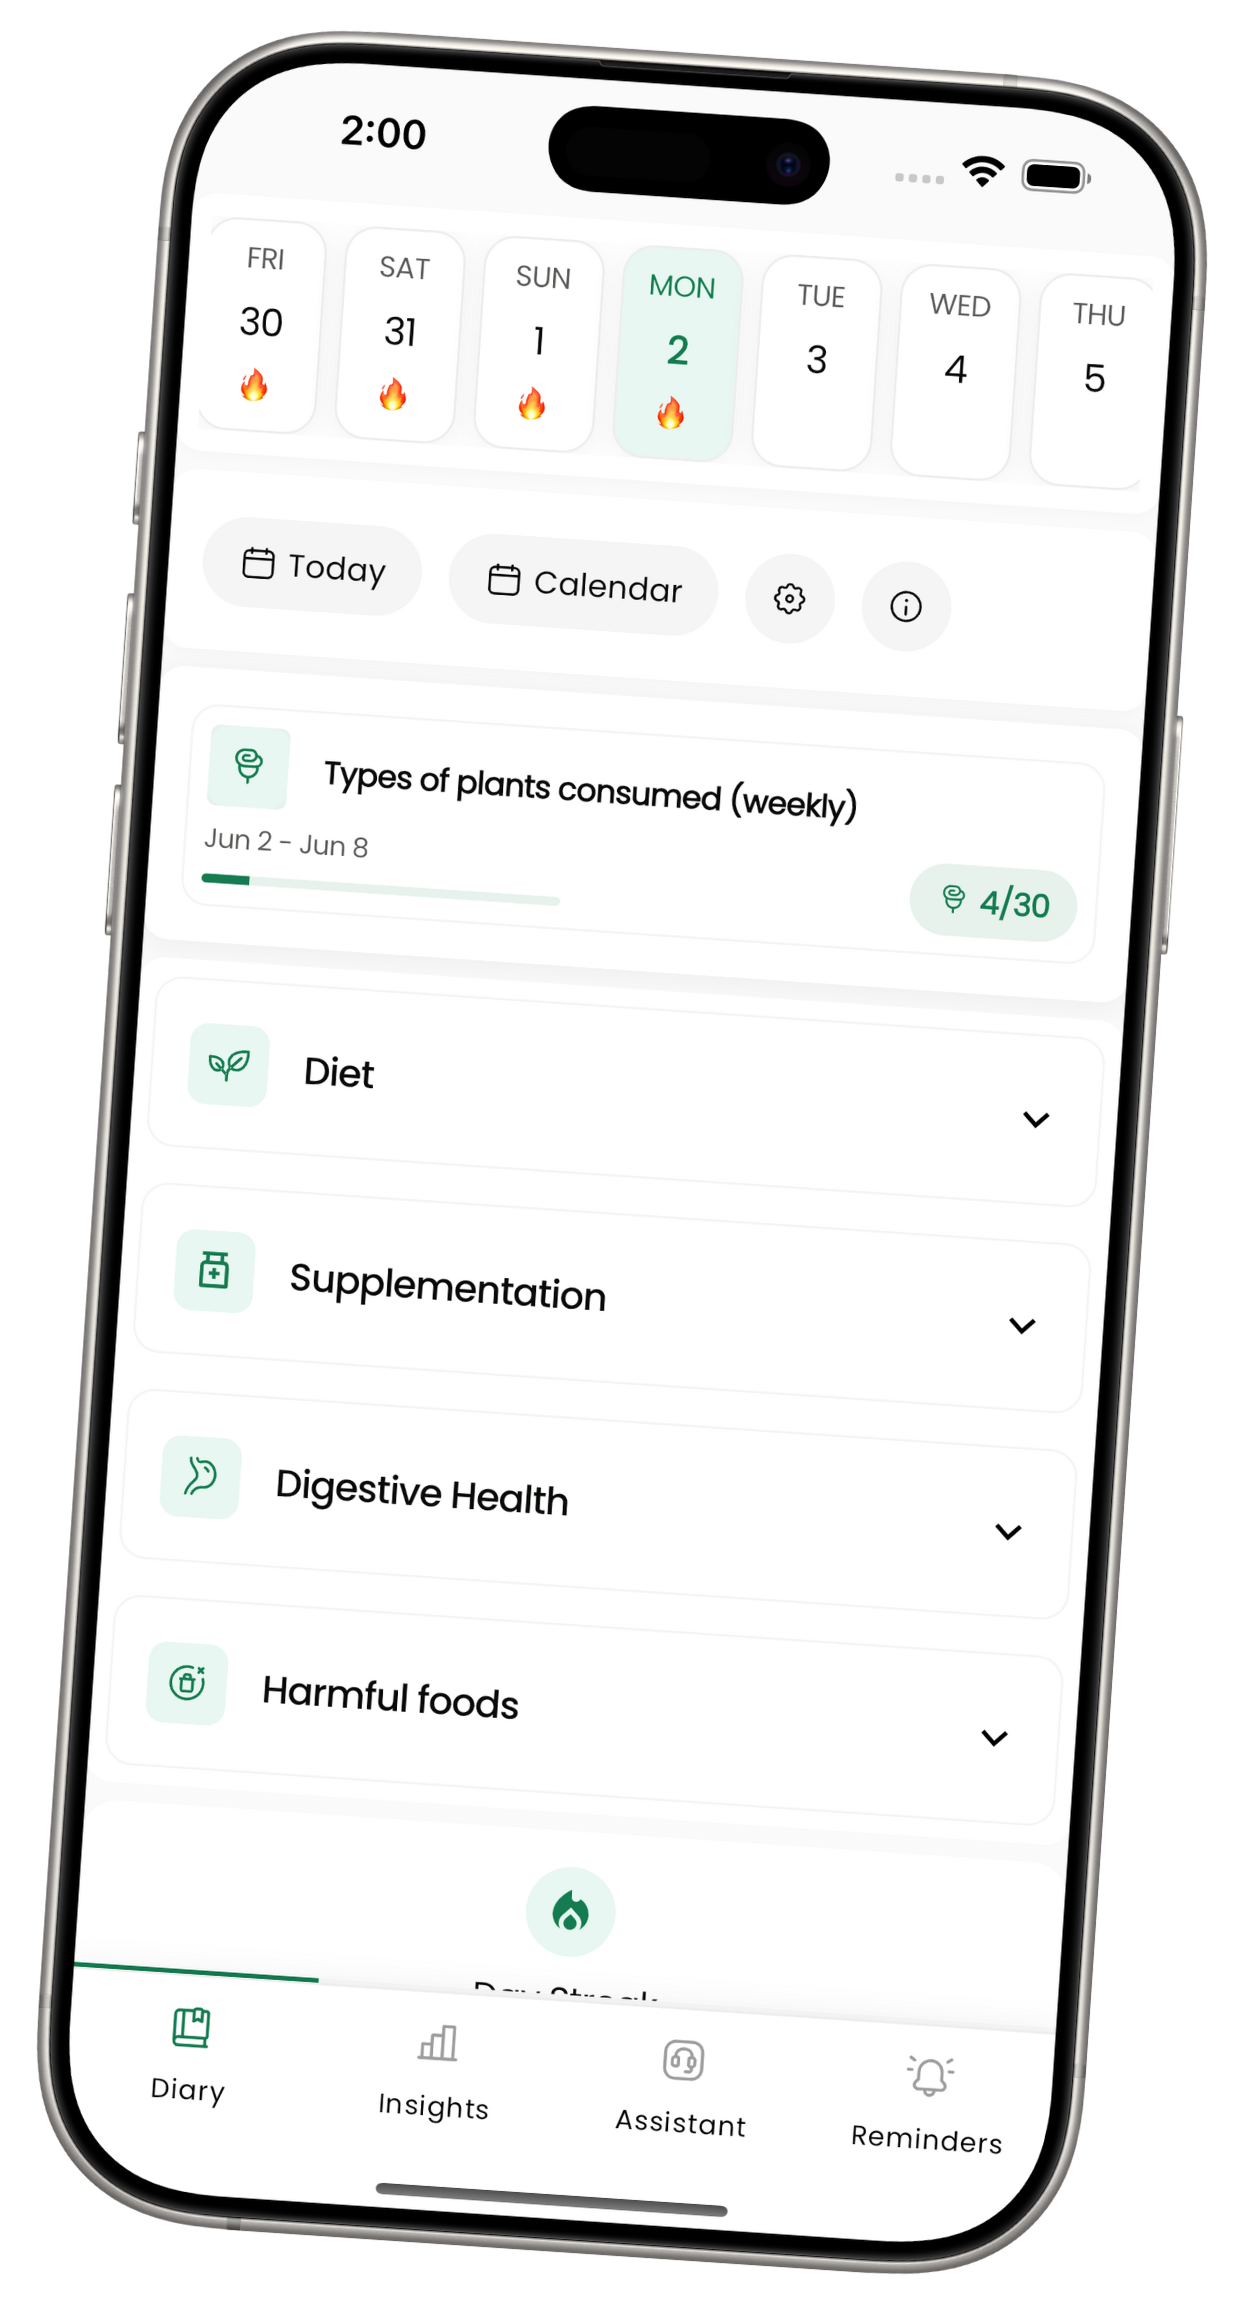 2:00
FRI SAT SUN MON TUE WED THU
30 31 1 2 3 4 5
Today Calendar
Types of plants consumed (weekly)
Jun 2 - Jun 8
4/30
Diet
Supplementation
Digestive Health
Harmful foods
Day Streak
Diary Insights Assistant Reminders